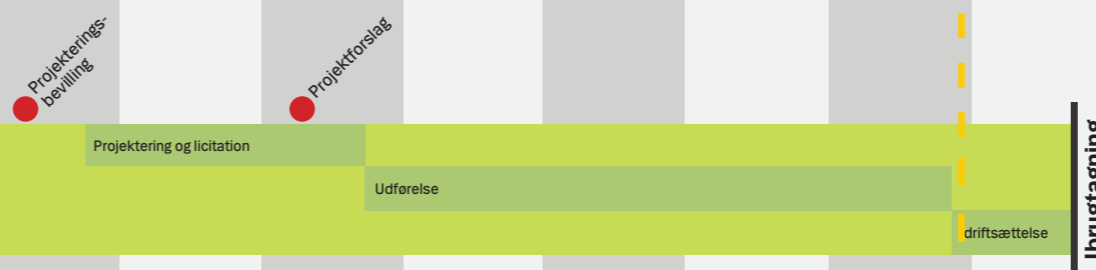 Projekterings-
bevilling
Projektforslag
Projektering og licitation
Udførelse
driftsættelse
Ibrugtagning